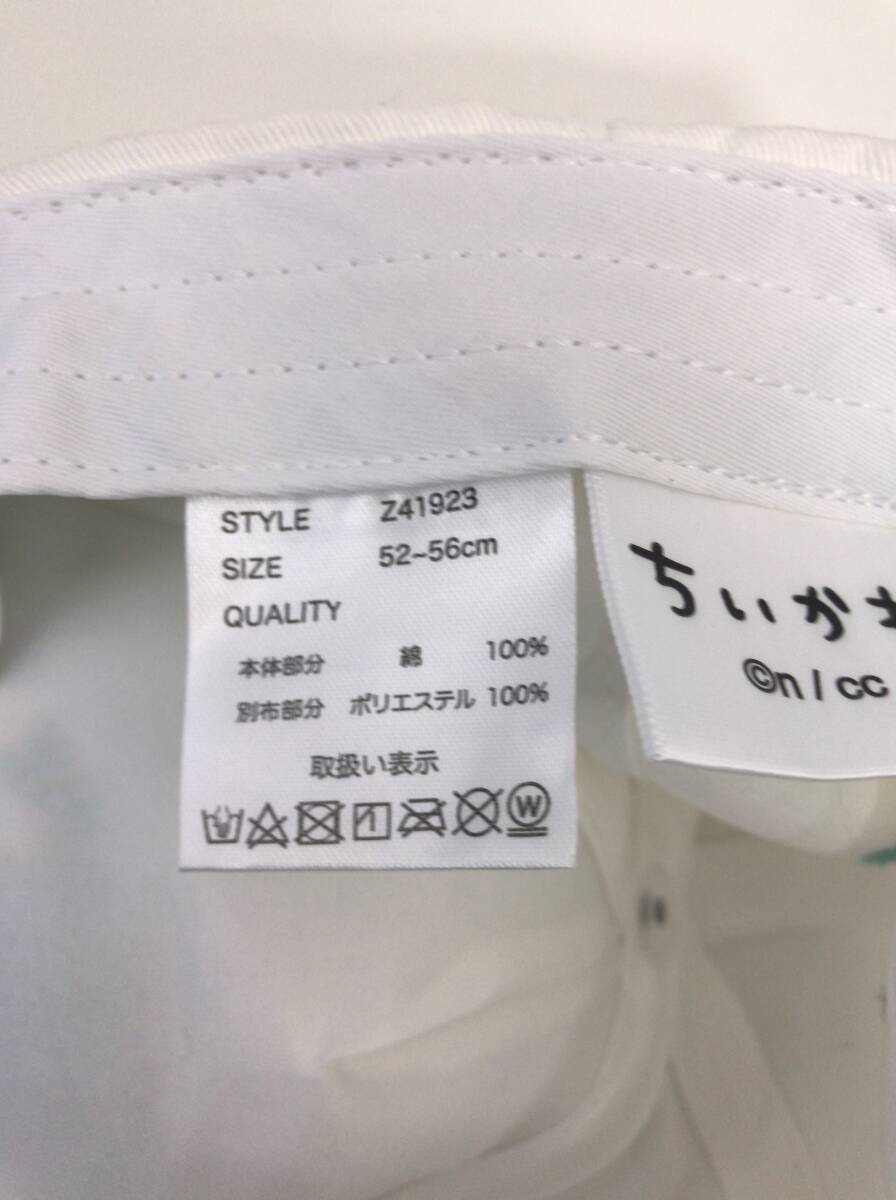 STYLE Z41923
SIZE 52~56cm
QUALITY
本体部分 綿 100%
別布部分 ポリエステル 100%
取扱い表示
W
ちいか
©n / cc